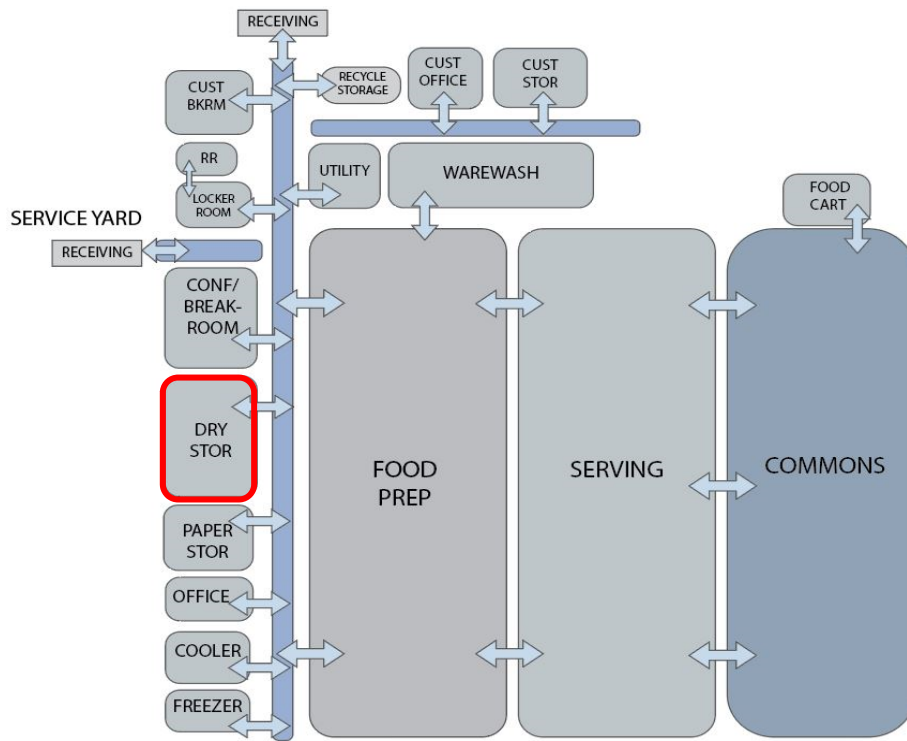 RECEIVING
CUST
BKRM
RECYCLE
STORAGE
CUST
OFFICE
CUST
STOR
RR
LOCKER
ROOM
UTILITY
WAREWASH
FOOD
CART
SERVICE YARD
RECEIVING
CONF/
BREAK-
ROOM
DRY
STOR
FOOD
PREP
SERVING
COMMONS
PAPER
STOR
OFFICE
COOLER
FREEZER